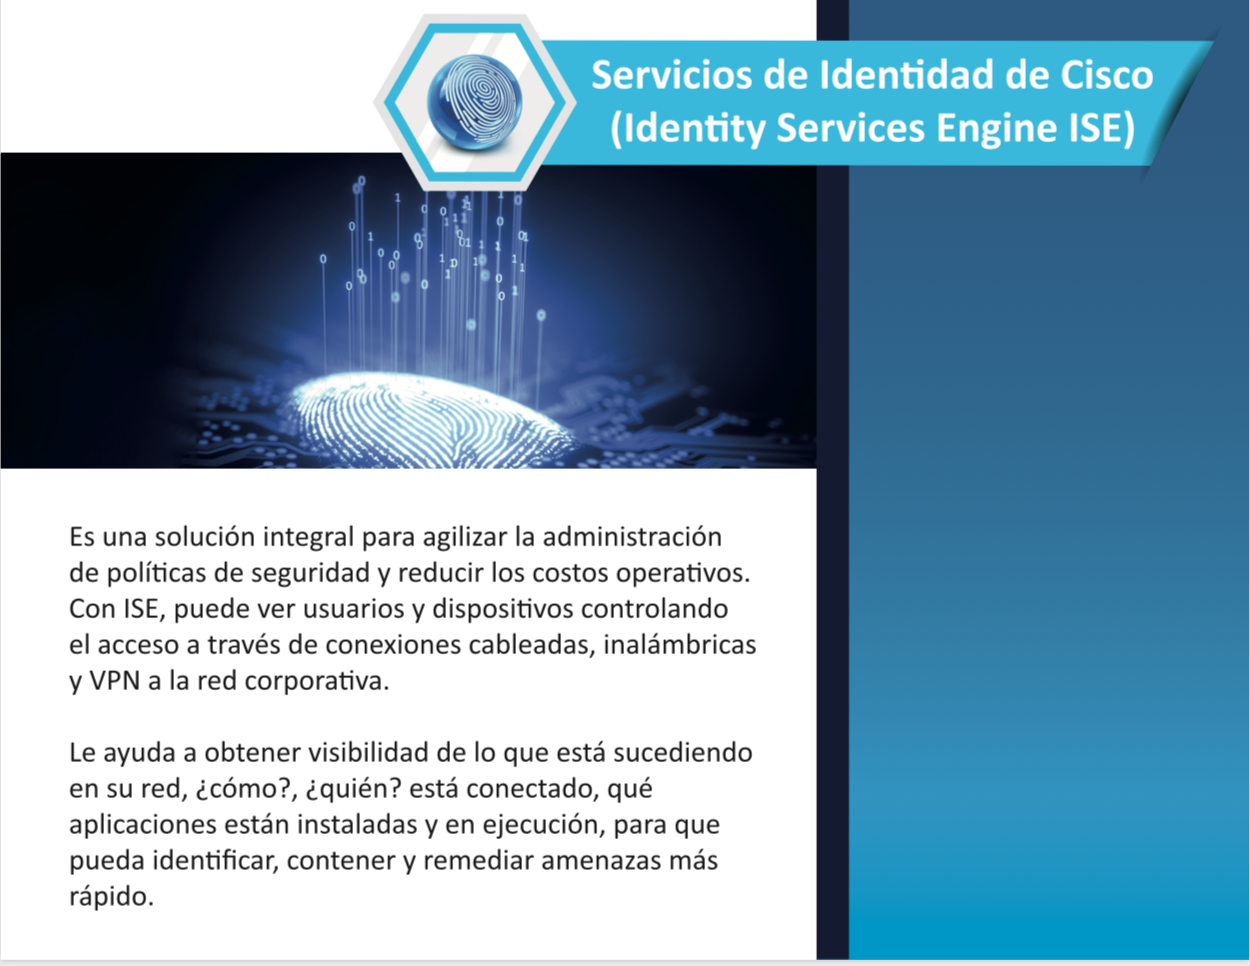 Servicios de Identidad de Cisco
(Identity Services Engine ISE)
Es una solución integral para agilizar la administración
de políticas de seguridad y reducir los costos operativos.
Con ISE, puede ver usuarios y dispositivos controlando
el acceso a través de conexiones cableadas, inalámbricas
y VPN a la red corporativa.
Le ayuda a obtener visibilidad de lo que está sucediendo
en su red, ¿cómo?, ¿quién? está conectado, qué
aplicaciones están instaladas y en ejecución, para que
pueda identificar, contener y remediar amenazas más
rápido.